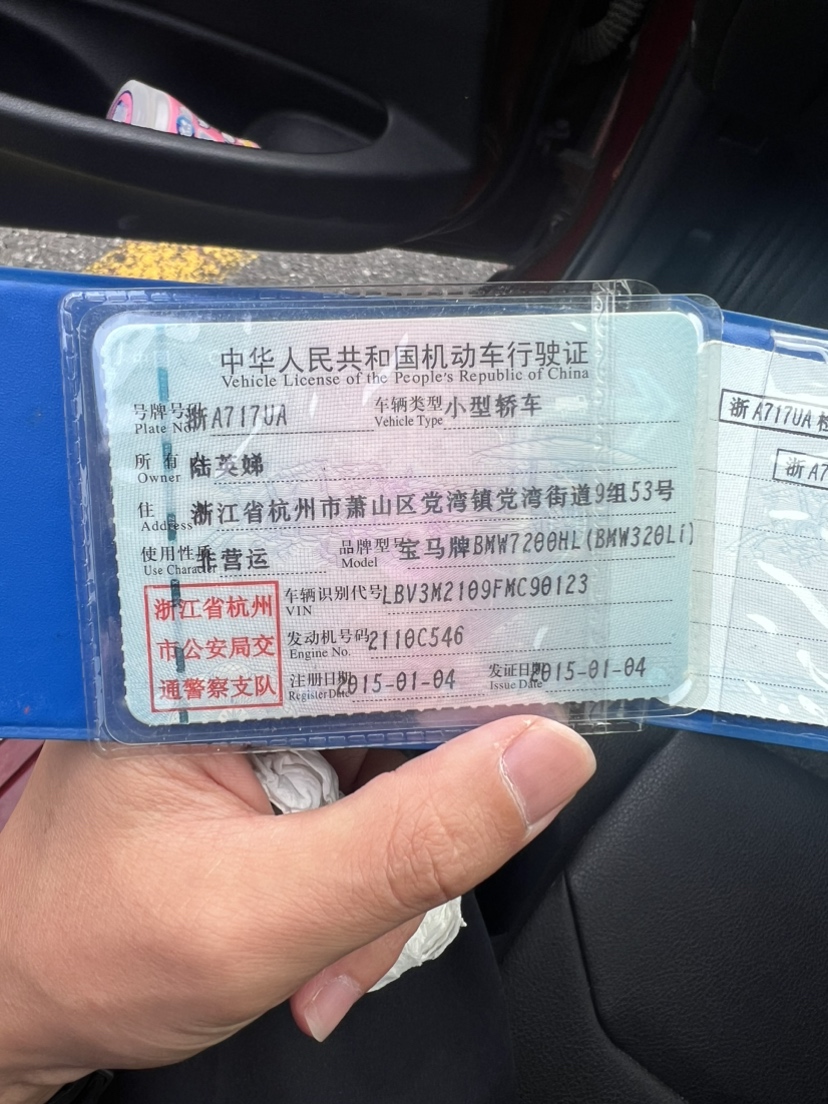 中华人民共和国机动车行驶证
Vehicle License of the People's Republic of China
号牌号码 浙A717UA 车辆类型 小型轿车
Plate No. Vehicle Type
所有 陆英娣
Owner
住 浙江省杭州市萧山区党湾镇党湾街道9组53号
Address
使用性质 非营运 品牌型号 宝马牌BMW7200HL(BMW320Li)
Use Character Model
车辆识别代号 LBV3M2109FMC90123
VIN
发动机号码 2110C546
Engine No.
注册日期 2015-01-04 发证日期 2015-01-04
Register Date Issue Date
浙江省杭州
市公安局交
通警察支队
浙A717UA
浙A7